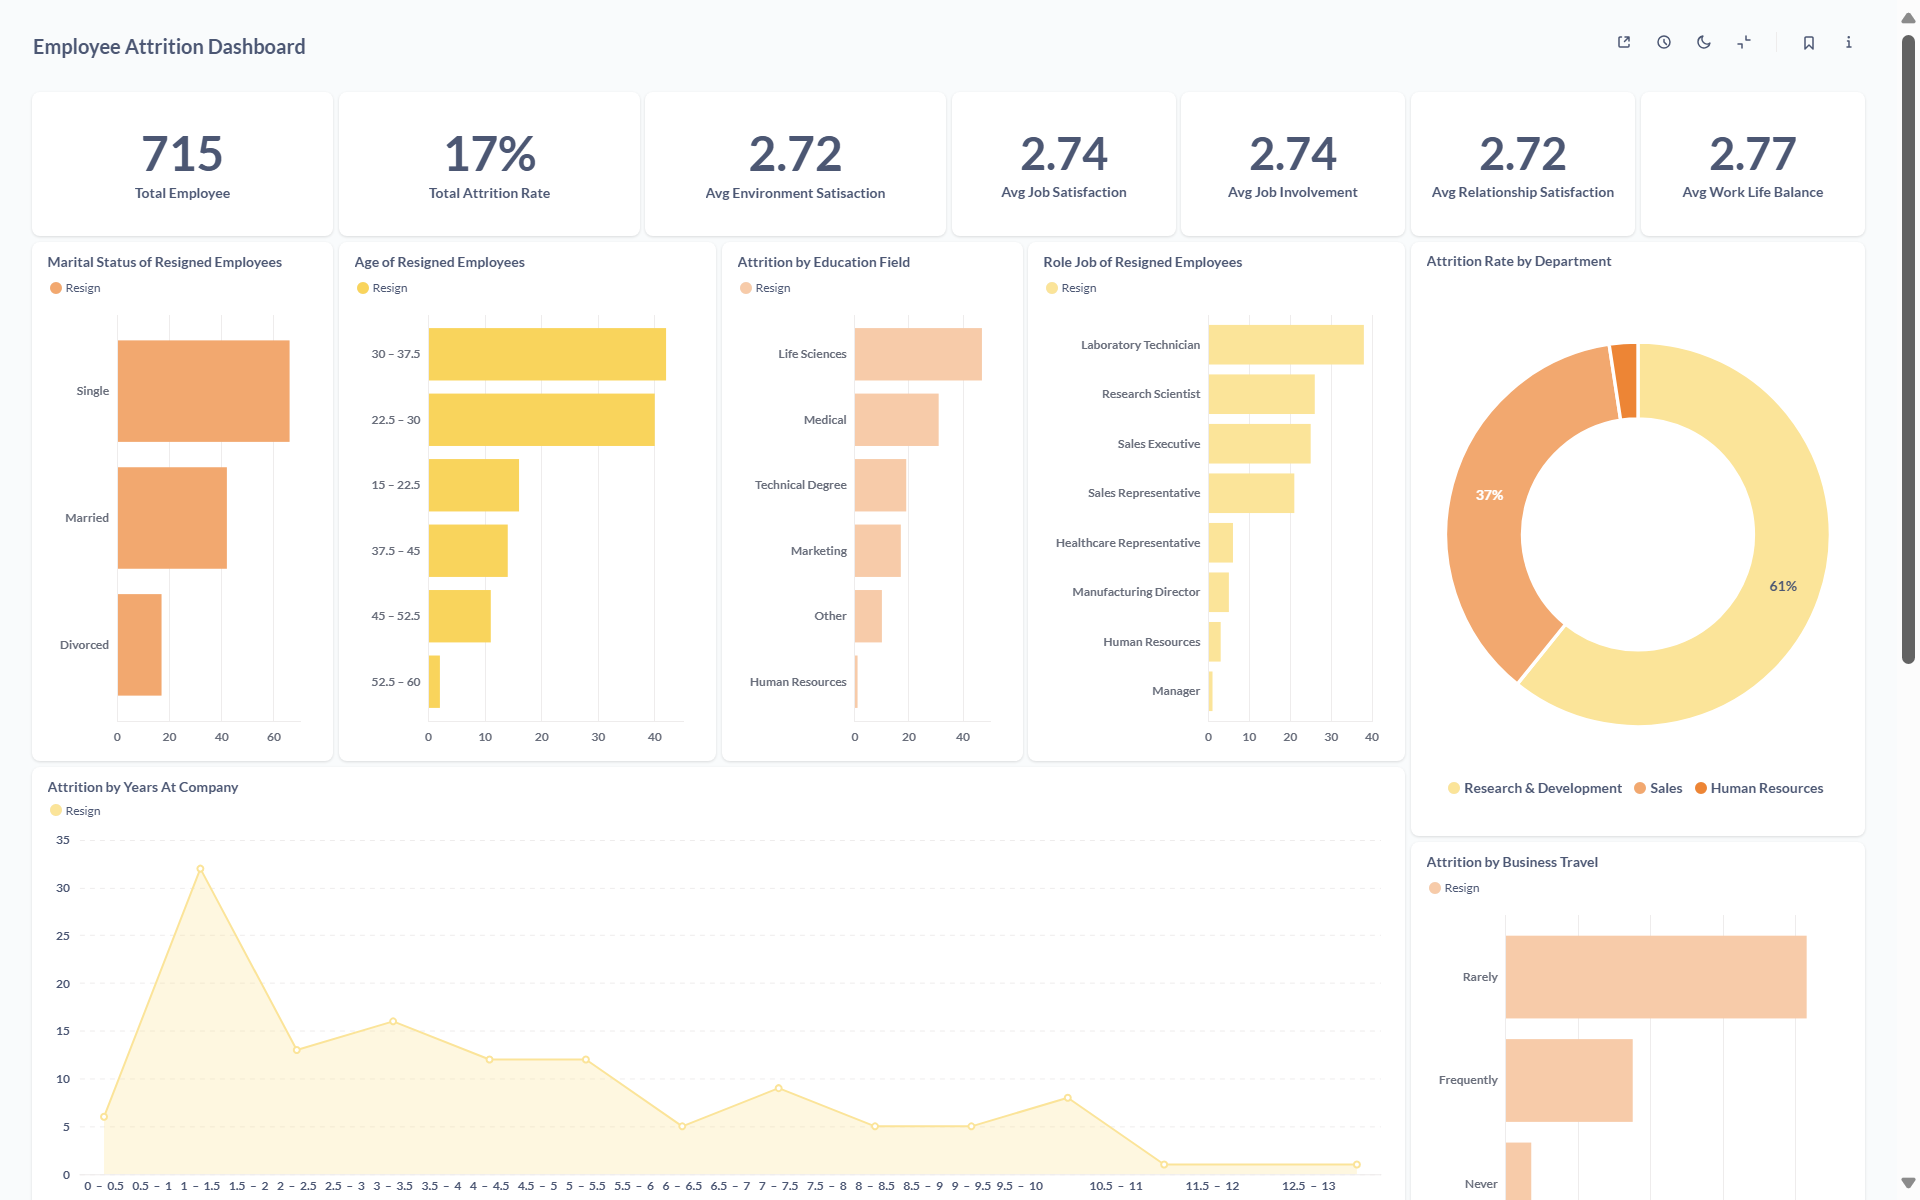 Employee Attrition Dashboard
715
Total Employee
17%
Total Attrition Rate
2.72
Avg Environment Satisaction
2.74
Avg Job Satisfaction
2.74
Avg Job Involvement
2.72
Avg Relationship Satisfaction
2.77
Avg Work Life Balance
Marital Status of Resigned Employees
Resign
Single
Married
Divorced
0 20 40 60
Age of Resigned Employees
Resign
30 – 37.5
22.5 – 30
15 – 22.5
37.5 – 45
45 – 52.5
52.5 – 60
0 10 20 30 40
Attrition by Education Field
Resign
Life Sciences
Medical
Technical Degree
Marketing
Other
Human Resources
0 20 40
Role Job of Resigned Employees
Resign
Laboratory Technician
Research Scientist
Sales Executive
Sales Representative
Healthcare Representative
Manufacturing Director
Human Resources
Manager
0 10 20 30 40
Attrition Rate by Department
37%
61%
Research & Development Sales Human Resources
Attrition by Years At Company
Resign
35
30
25
20
15
10
5
0
0 – 0.5 0.5 – 1 1 – 1.5 1.5 – 2 2 – 2.5 2.5 – 3 3 – 3.5 3.5 – 4 4 – 4.5 4.5 – 5 5 – 5.5 5.5 – 6 6 – 6.5 6.5 – 7 7 – 7.5 7.5 – 8 8 – 8.5 8.5 – 9 9 – 9.5 9.5 – 10 10.5 – 11 11.5 – 12 12.5 – 13
Attrition by Business Travel
Resign
Rarely
Frequently
Never